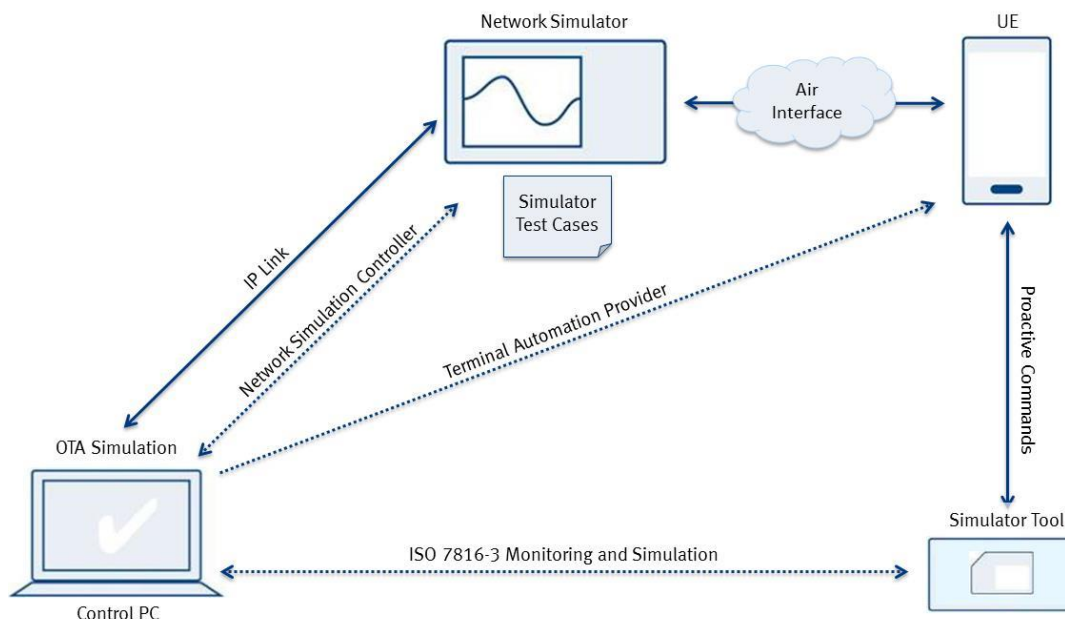 Network Simulator
UE
Air
Interface
Simulator
Test Cases
IP Link
Network Simulation Controller
Terminal Automation Provider
Proactive Commands
OTA Simulation
Simulator Tool
ISO 7816-3 Monitoring and Simulation
Control PC